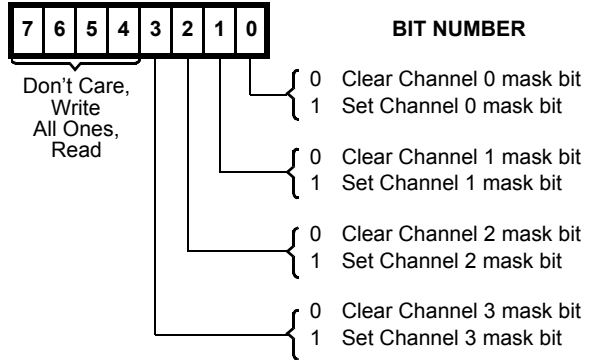 7 6 5 4 3 2 1 0 BIT NUMBER
Don’t Care,
Write
All Ones,
Read
0 Clear Channel 0 mask bit
1 Set Channel 0 mask bit
0 Clear Channel 1 mask bit
1 Set Channel 1 mask bit
0 Clear Channel 2 mask bit
1 Set Channel 2 mask bit
0 Clear Channel 3 mask bit
1 Set Channel 3 mask bit